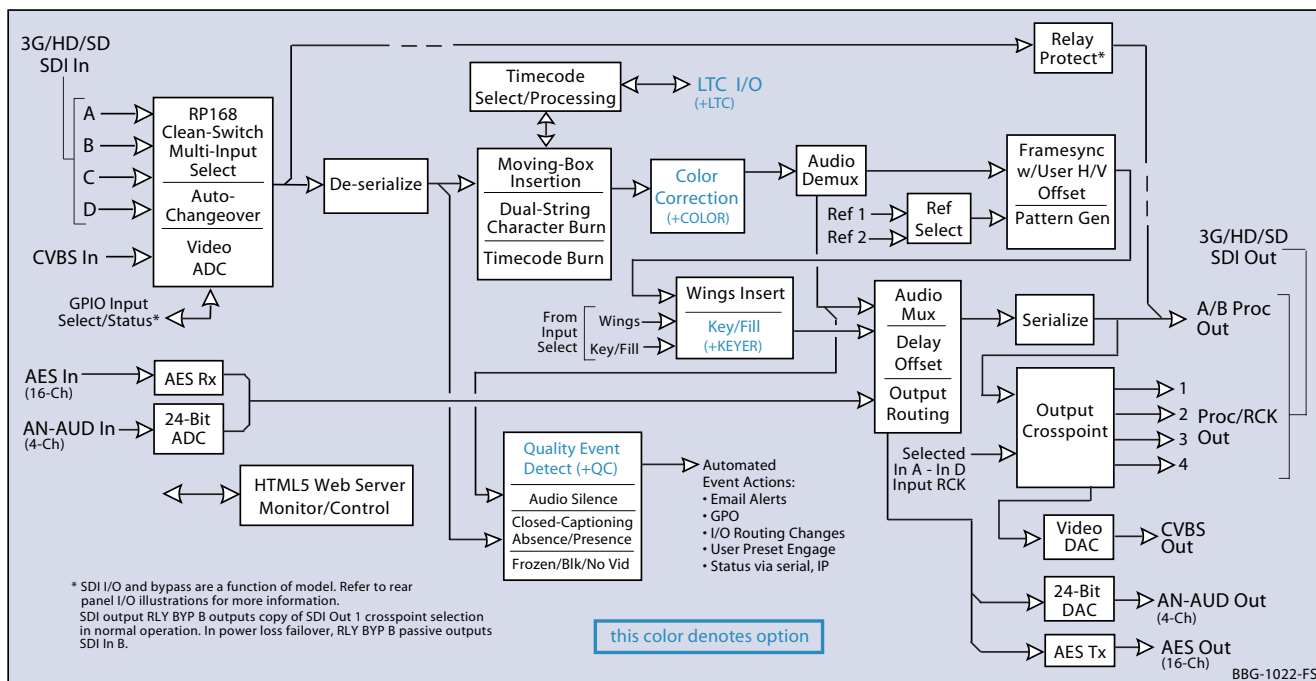 3G/HD/SD
SDI In
A
B
C
D
CVBS In
GPIO Input
Select/Status*
RP168
Clean-Switch
Multi-Input
Select
Auto-
Changeover
Video
ADC
De-serialize
Timecode
Select/Processing
LTC I/O
(+LTC)
Moving-Box
Insertion
Dual-String
Character Burn
Timecode Burn
Color
Correction
(+COLOR)
Audio
Demux
Ref 1
Ref 2
Ref
Select
Framesync
w/User H/V
Offset
Pattern Gen
Relay
Protect*
From
Input
Select
Wings
Key/Fill
Wings Insert
Key/Fill
(+KEYER)
Audio
Mux
Delay
Offset
Output
Routing
Serialize
3G/HD/SD
SDI Out
A/B Proc
Out
AES In
(16-Ch)
AES Rx
AN-AUD In
(4-Ch)
24-Bit
ADC
Output
Crosspoint
1
2
3
4
Proc/RCK
Out
Selected
In A - In D
Input RCK
HTML5 Web Server
Monitor/Control
Quality Event
Detect (+QC)
Audio Silence
Closed-Captioning
Absence/Presence
Frozen/Blk/No Vid
Automated
Event Actions:
• Email Alerts
• GPO
• I/O Routing Changes
• User Preset Engage
• Status via serial, IP
Video
DAC
CVBS
Out
24-Bit
DAC
AN-AUD Out
(4-Ch)
AES Tx
AES Out
(16-Ch)
* SDI I/O and bypass are a function of model. Refer to rear
panel I/O illustrations for more information.
SDI output RLY BYP B outputs copy of SDI Out 1 crosspoint selection
in normal operation. In power loss failover, RLY BYP B passive outputs
SDI In B.
this color denotes option
BBG-1022-FS